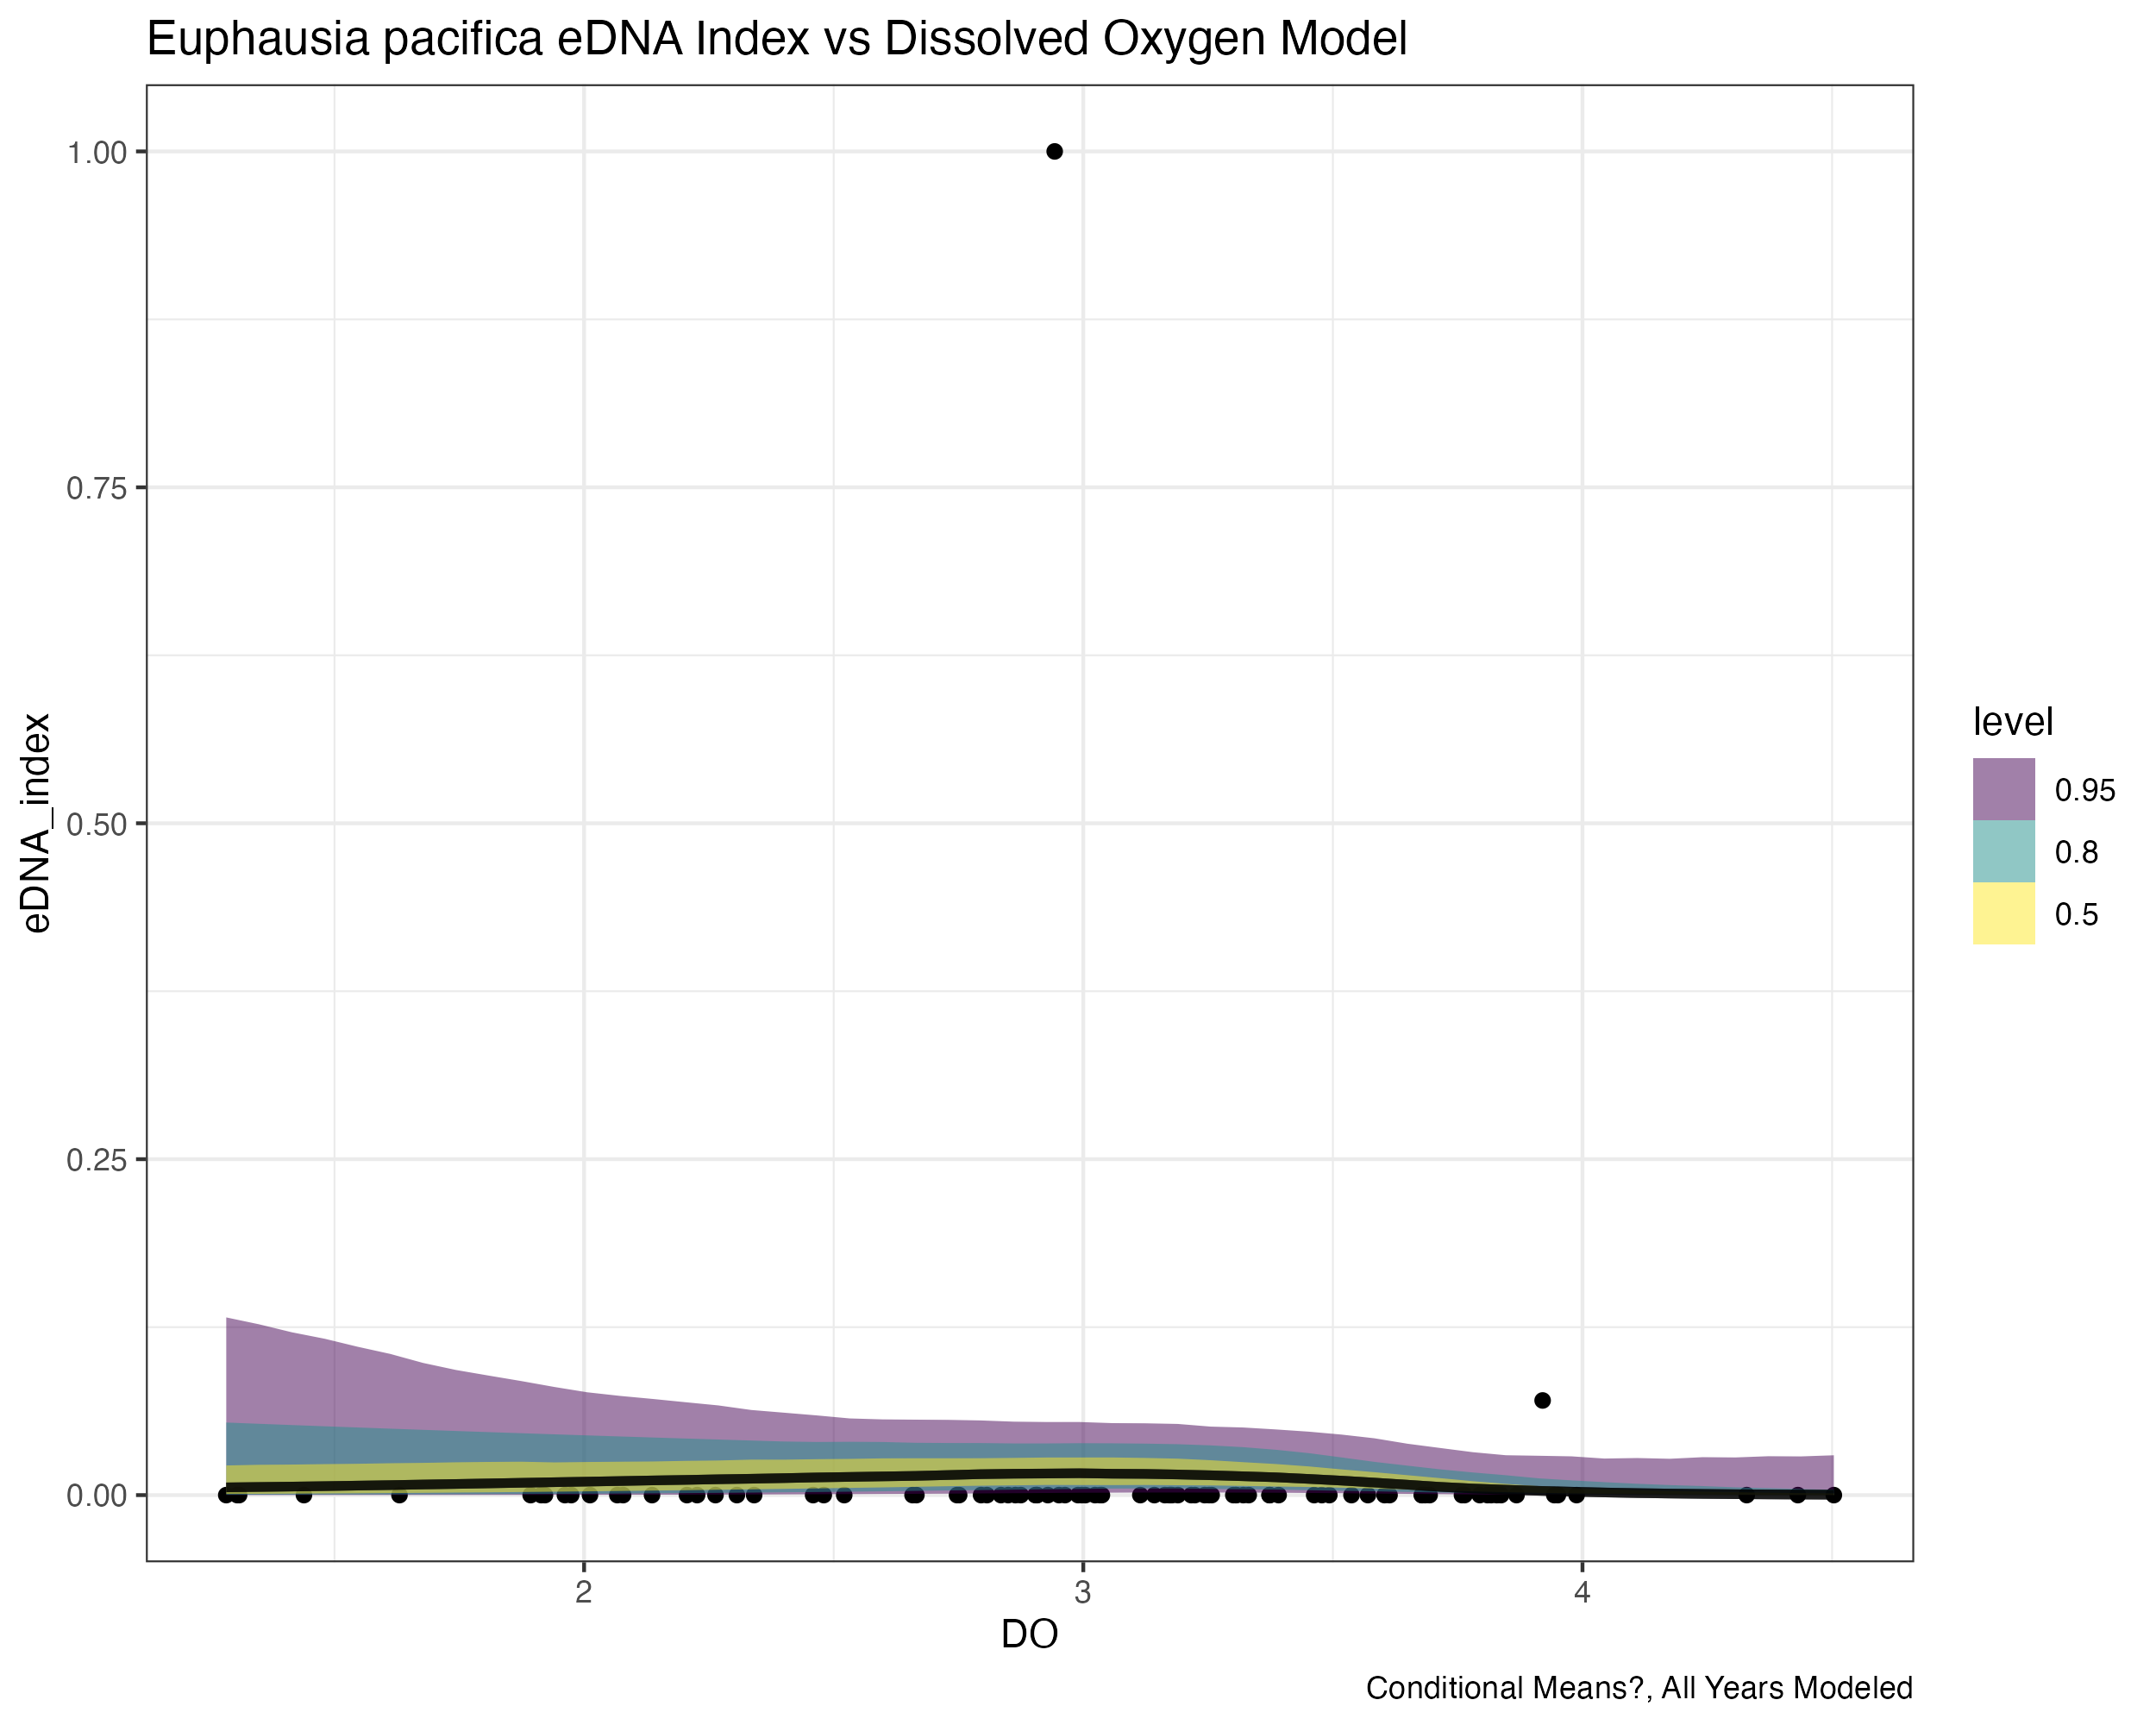 Euphausia pacifica eDNA Index vs Dissolved Oxygen Model
1.00
0.75
0.50
0.25
0.00
eDNA_index
2
3
4
DO
level
0.95
0.8
0.5
Conditional Means?, All Years Modeled